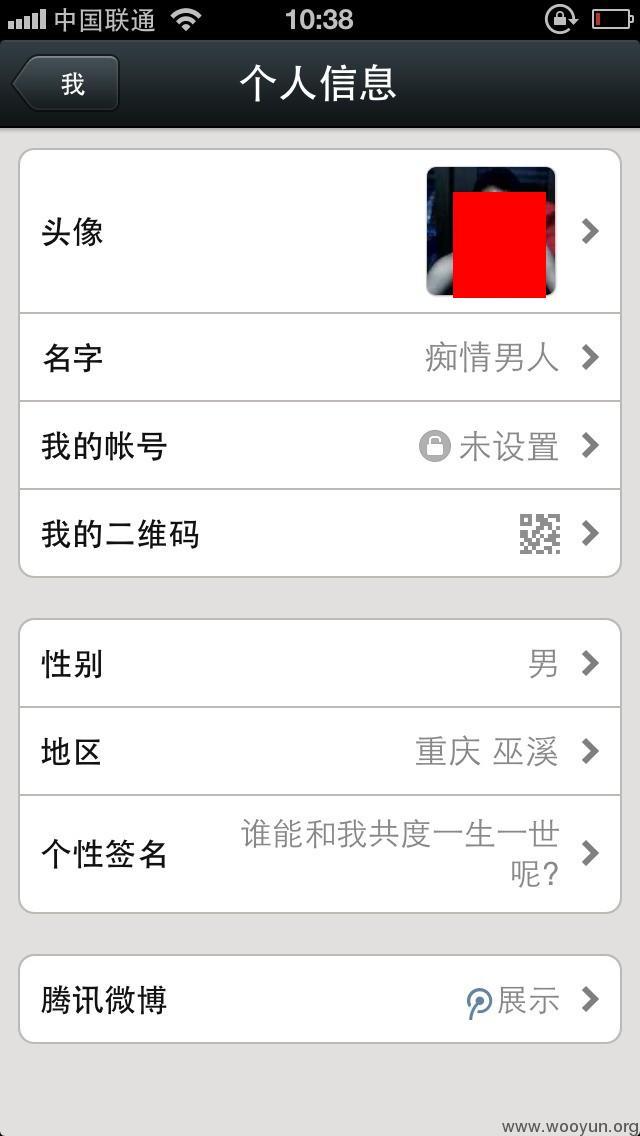 中国联通 10:38
我 个人信息
头像
名字 痴情男人
我的帐号 未设置
我的二维码
性别 男
地区 重庆 巫溪
个性签名 谁能和我共度一生一世
呢?
腾讯微博 展示
www.wooyun.org